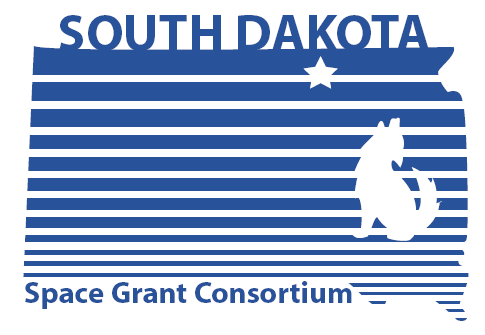 SOUTH DAKOTA
Space Grant Consortium